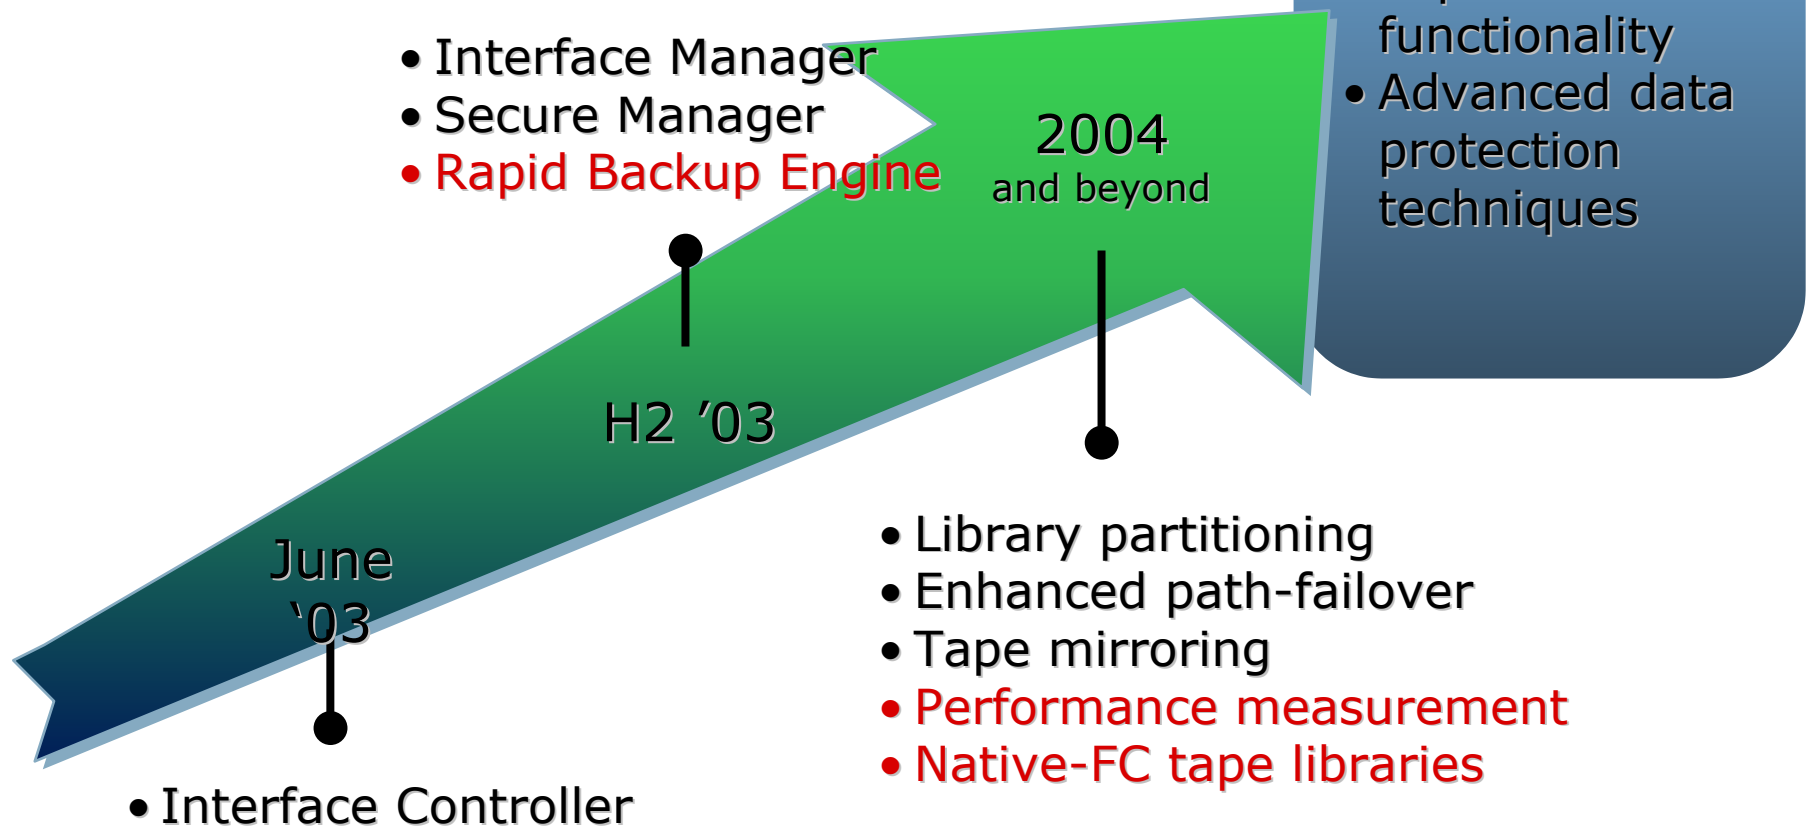 • Interface Manager
• Secure Manager
• Rapid Backup Engine
functionality
• Advanced data
protection
techniques
2004
and beyond
H2 ’03
June
‘03
• Library partitioning
• Enhanced path-failover
• Tape mirroring
• Performance measurement
• Native-FC tape libraries
• Interface Controller